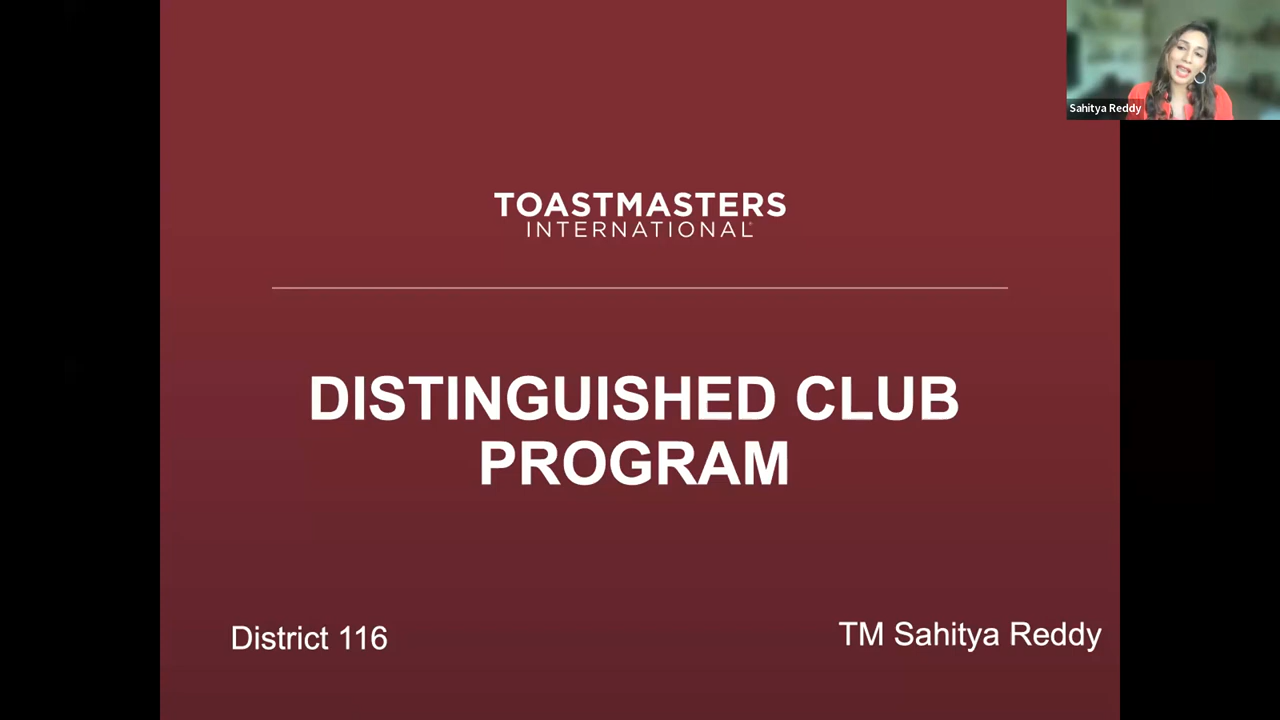 Sahitya Reddy
TOASTMASTERS
INTERNATIONAL
DISTINGUISHED CLUB
PROGRAM
District 116
TM Sahitya Reddy